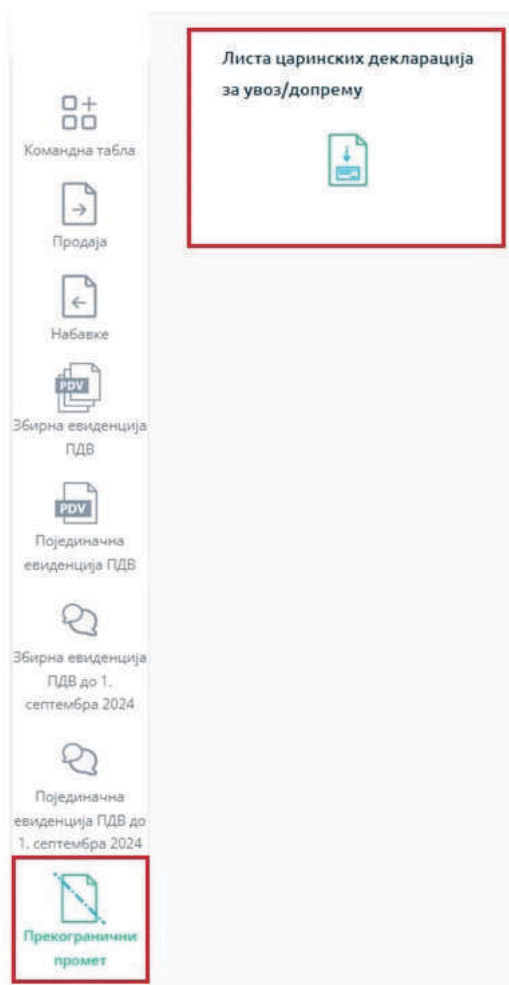 Листа царинских декларација
за увоз/допрему
Командна табла
Продаја
Набавке
PDV
Збирна евиденција
ПДВ
PDV
Појединачна
евиденција ПДВ
Збирна евиденција
ПДВ до 1.
септембра 2024
Појединачна
евиденција ПДВ до
1. септембра 2024
Прекогранични
промет